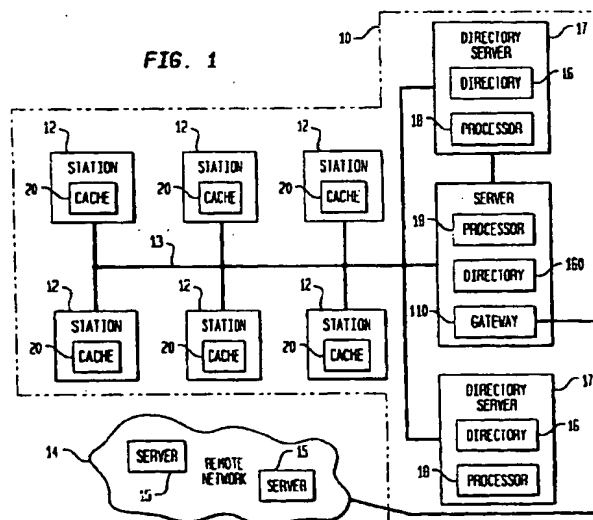 FIG. 1
10
DIRECTORY
SERVER
17
DIRECTORY
16
18
PROCESSOR
12
STATION
20
CACHE
12
STATION
20
CACHE
12
STATION
20
CACHE
SERVER
19
PROCESSOR
DIRECTORY
160
110
GATEWAY
13
12
STATION
20
CACHE
12
STATION
20
CACHE
12
STATION
20
CACHE
DIRECTORY
SERVER
17
DIRECTORY
16
18
PROCESSOR
14
SERVER
15
REMOTE
NETWORK
15
SERVER